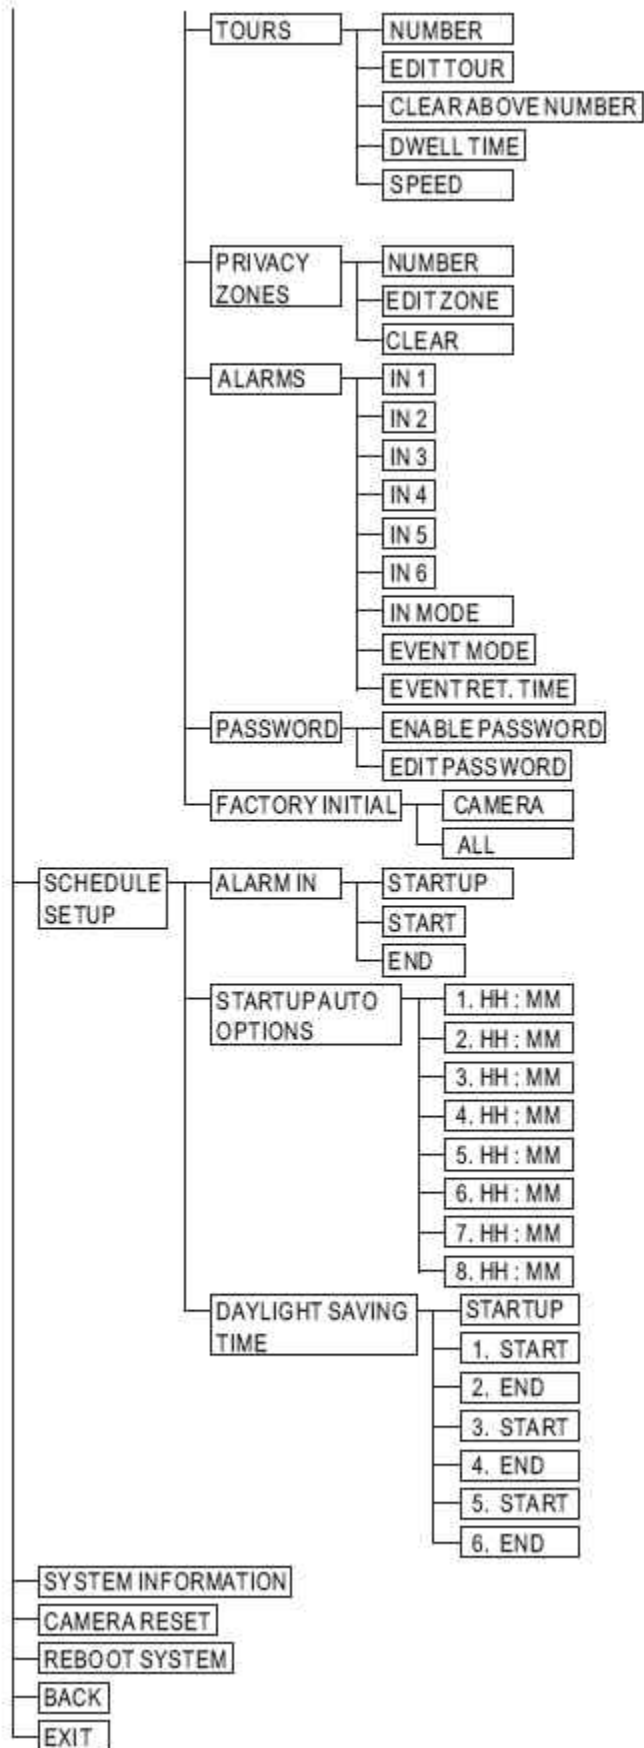 TOURS
NUMBER
EDIT TOUR
CLEAR ABOVE NUMBER
DWELL TIME
SPEED
PRIVACY
ZONES
NUMBER
EDIT ZONE
CLEAR
ALARMS
IN 1
IN 2
IN 3
IN 4
IN 5
IN 6
IN MODE
EVENT MODE
EVENT RET. TIME
PASSWORD
ENABLE PASSWORD
EDIT PASSWORD
FACTORY INITIAL
CAMERA
ALL
SCHEDULE
SETUP
ALARM IN
STARTUP
START
END
STARTUP AUTO
OPTIONS
1. HH : MM
2. HH : MM
3. HH : MM
4. HH : MM
5. HH : MM
6. HH : MM
7. HH : MM
8. HH : MM
DAYLIGHT SAVING
TIME
STARTUP
1. START
2. END
3. START
4. END
5. START
6. END
SYSTEM INFORMATION
CAMERA RESET
REBOOT SYSTEM
BACK
EXIT